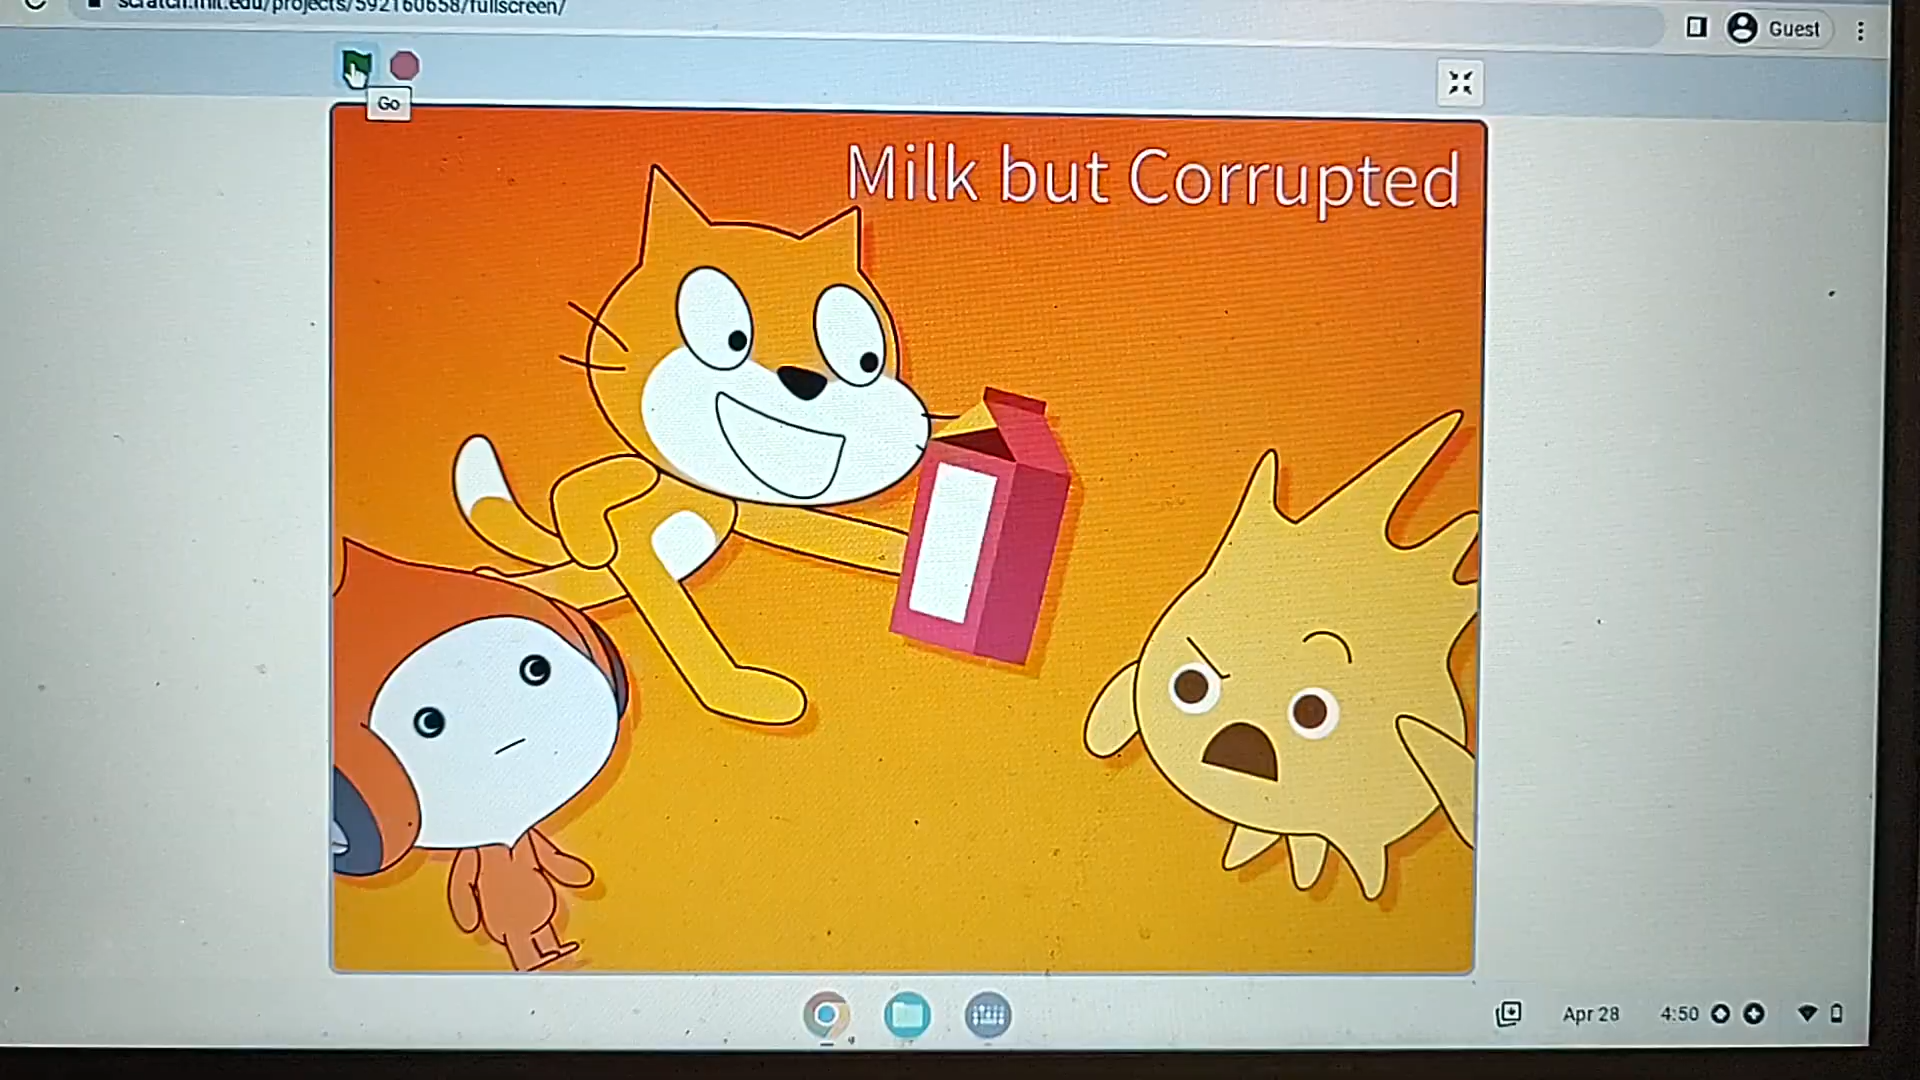 scratch.mit.edu/projects/592160658/fullscreen/
Guest
Go
Milk but Corrupted
Apr 28
4:50